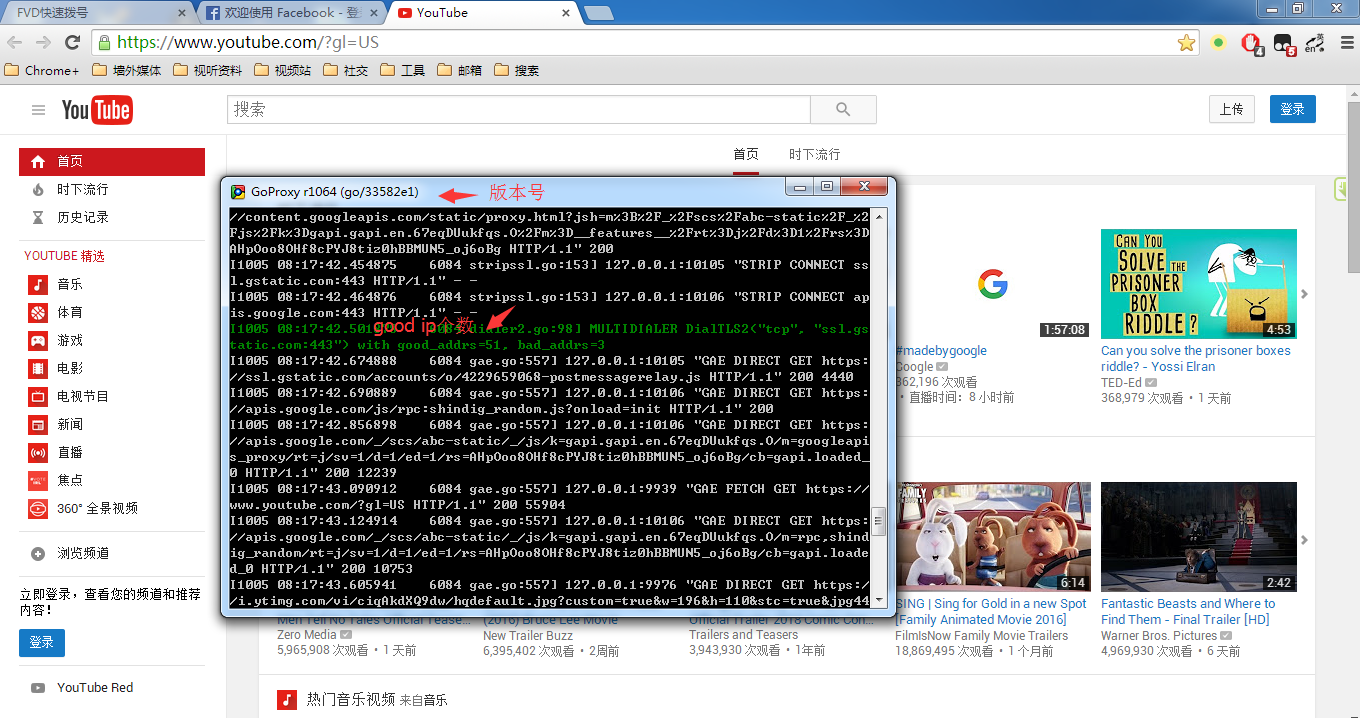 FVD快速拨号
欢迎使用 Facebook - 登
YouTube
https://www.youtube.com/?gl=US
Chrome+ 墙外媒体 视听资料 视频站 社交 工具 邮箱 搜索
YouTube
搜索
上传
登录
首页 时下流行
首页
时下流行
历史记录
YOUTUBE 精选
音乐
体育
游戏
电影
电视节目
新闻
直播
焦点
360° 全景视频
浏览频道
立即登录，查看您的频道和推荐
内容！
登录
YouTube Red
GoProxy r1064 (go/33582e1)
版本号
//content.googleapis.com/static/proxy.html?jsh=m%3B%2F_%2Fscs%2Fabc-static%2F_%2
Fjs%2Fk%3Dgapi.gapi.en.67eqDUukfqs.O%2Fm%3D__features__%2Frt%3Dj%2Fd%3D1%2Frs%3D
AHpOoo8OHf8cPYJ8tiz0hBBMUN5_oj6oBg HTTP/1.1" 200
I1005 08:17:42.454875 6084 stripssl.go:153] 127.0.0.1:10105 "STRIP CONNECT ss
l.gstatic.com:443 HTTP/1.1" - -
I1005 08:17:42.464876 6084 stripssl.go:153] 127.0.0.1:10106 "STRIP CONNECT ap
is.google.com:443 HTTP/1.1" - -
good ip个数
dialer2.go:98] MULTIDIALER DialTLS2("tcp", "ssl.gs
tatic.com:443") with good_addrs=51, bad_addrs=3
I1005 08:17:42.674888 6084 gae.go:557] 127.0.0.1:10105 "GAE DIRECT GET https:
//ssl.gstatic.com/accounts/o/4229659068-postmessagerelay.js HTTP/1.1" 200 4440
I1005 08:17:42.690889 6084 gae.go:557] 127.0.0.1:10106 "GAE DIRECT GET https:
//apis.google.com/js/rpc:shindig_random.js?onload=init HTTP/1.1" 200
I1005 08:17:42.856898 6084 gae.go:557] 127.0.0.1:10106 "GAE DIRECT GET https:
//apis.google.com/_/scs/abc-static/_/js/k=gapi.gapi.en.67eqDUukfqs.O/m=googleapi
s_proxy/rt=j/sv=1/d=1/ed=1/rs=AHpOoo8OHf8cPYJ8tiz0hBBMUN5_oj6oBg/cb=gapi.loaded_
0 HTTP/1.1" 200 12239
I1005 08:17:43.090912 6084 gae.go:557] 127.0.0.1:9939 "GAE FETCH GET https://
www.youtube.com/?gl=US HTTP/1.1" 200 55904
I1005 08:17:43.124914 6084 gae.go:557] 127.0.0.1:10106 "GAE DIRECT GET https:
//apis.google.com/_/scs/abc-static/_/js/k=gapi.gapi.en.67eqDUukfqs.O/m=rpc,shind
ig_random/rt=j/sv=1/d=1/ed=1/rs=AHpOoo8OHf8cPYJ8tiz0hBBMUN5_oj6oBg/cb=gapi.loade
d_0 HTTP/1.1" 200 10753
I1005 08:17:43.605941 6084 gae.go:557] 127.0.0.1:9976 "GAE DIRECT GET https:/
/i.ytimg.com/vi/ciqAkdXQ9dw/hqdefault.jpg?custom=true&w=196&h=110&stc=true&jpg44
1:57:08
#madebygoogle
Google
362,196 次观看
• 直播时间：8 小时前
CAN YOU SOLVE THE PRISONER BOX RIDDLE?
4:53
Can you solve the prisoner boxes
riddle? - Yossi Elran
TED-Ed
368,979 次观看 • 1 天前
Men Tell No Tales Official Tease...
Zero Media
5,965,908 次观看 • 1 天前
(2016) Bruce Lee Movie
New Trailer Buzz
6,395,402 次观看 • 2周前
Official Trailer 2018 Comic Con...
Trailers and Teasers
3,943,930 次观看 • 1年前
FAMILY
6:14
SING | Sing for Gold in a new Spot
[Family Animated Movie 2016]
FilmIsNow Family Movie Trailers
18,869,495 次观看 • 1 个月前
2:42
Fantastic Beasts and Where to
Find Them - Final Trailer [HD]
Warner Bros. Pictures
4,969,930 次观看 • 6 天前
热门音乐视频 来自音乐